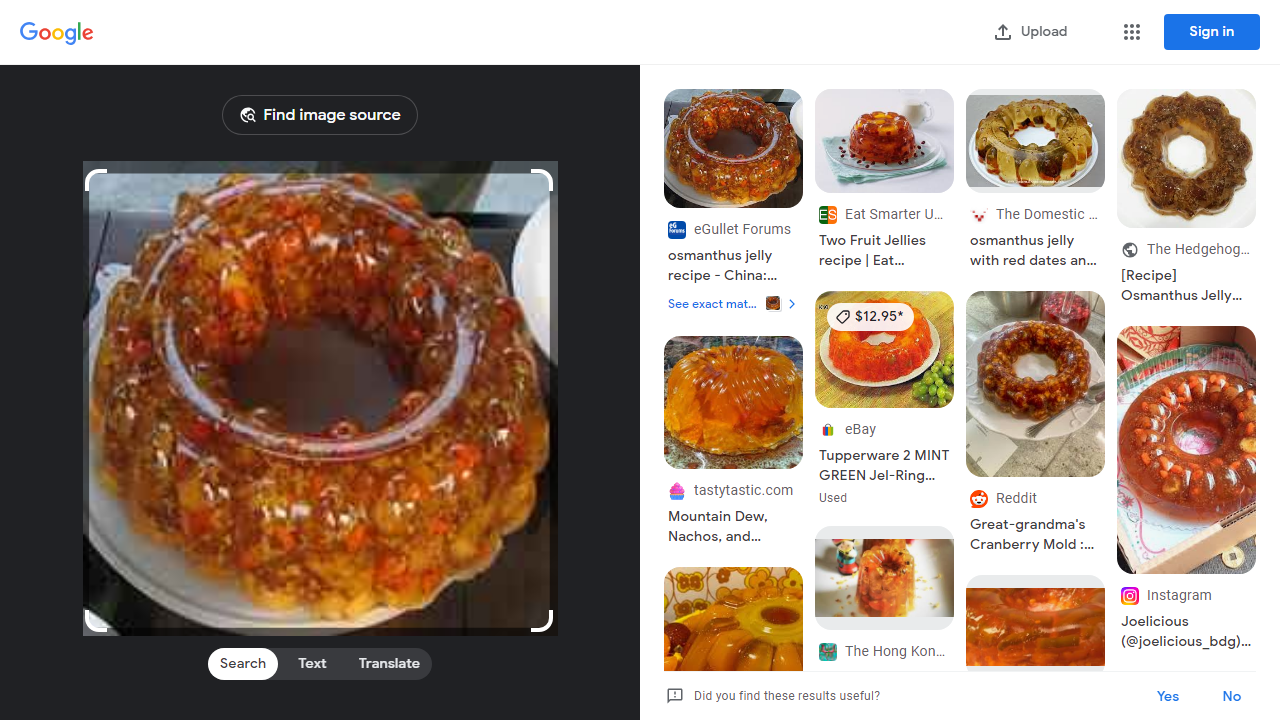 Google
Upload
Sign in
Find image source
Search
Text
Translate
eG
Forums
eGullet Forums
osmanthus jelly
recipe - China:...
See exact mat...
tastytastic.com
Mountain Dew,
Nachos, and...
ES
Eat Smarter U...
Two Fruit Jellies
recipe | Eat...
$12.95*
eBay
Tupperware 2 MINT
GREEN Jel-Ring...
Used
The Hong Kon...
The Domestic ...
osmanthus jelly
with red dates an...
Reddit
Great-grandma's
Cranberry Mold :...
The Hedgehog...
[Recipe]
Osmanthus Jelly...
Instagram
Joelicious
(@joelicious_bdg)...
Did you find these results useful?
Yes
No